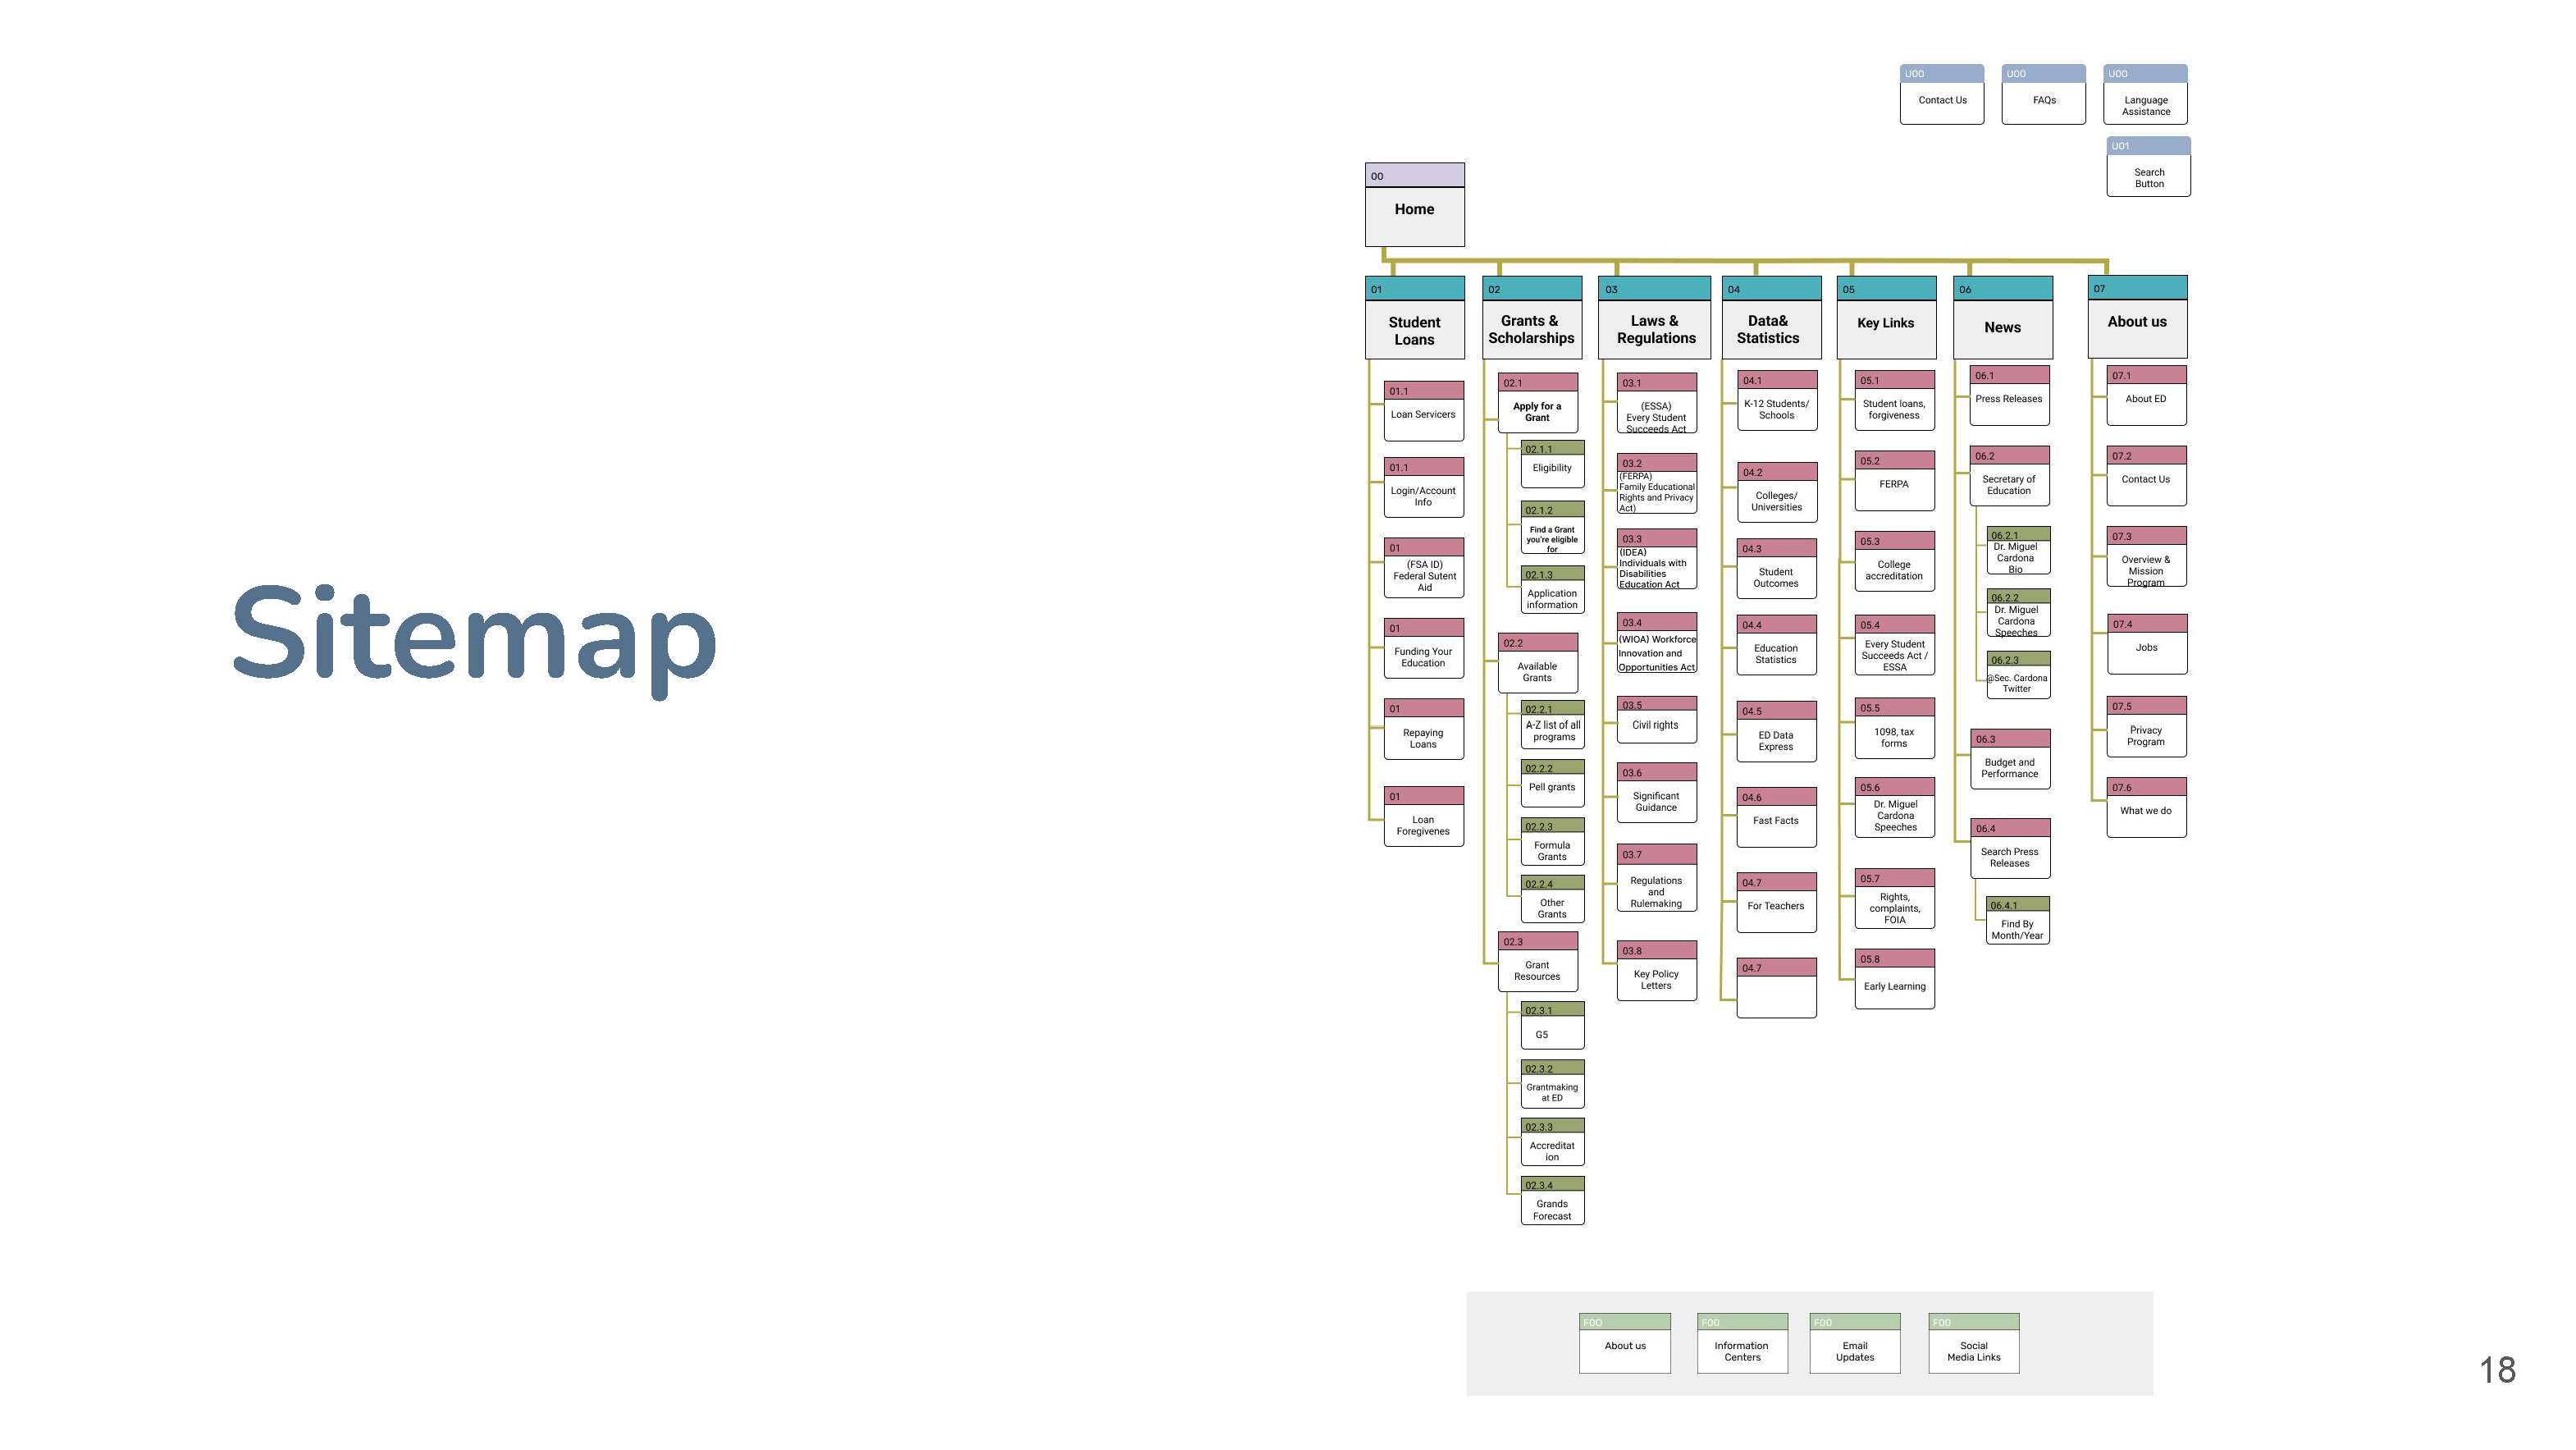 Sitemap
U00
Contact Us
U00
FAQs
U00
Language
Assistance
U01
Search
Button
00
Home
01
Student
Loans
01.1
Loan Servicers
01.1
Login/Account
Info
01
(FSA ID)
Federal Sutent
Aid
01
Funding Your
Education
01
Repaying
Loans
01
Loan
Foregivenes
02
Grants &
Scholarships
02.1
Apply for a
Grant
02.1.1
Eligibility
02.1.2
Find a Grant
you're eligible
for
02.1.3
Application
information
02.2
Available
Grants
02.2.1
A-Z list of all
programs
02.2.2
Pell grants
02.2.3
Formula
Grants
02.2.4
Other
Grants
02.3
Grant
Resources
02.3.1
G5
02.3.2
Grantmaking
at ED
02.3.3
Accreditat
ion
02.3.4
Grands
Forecast
03
Laws &
Regulations
03.1
(ESSA)
Every Student
Succeeds Act
03.2
(FERPA)
Family Educational
Rights and Privacy
Act)
03.3
(IDEA)
Individuals with
Disabilities
Education Act
03.4
(WIOA) Workforce
Innovation and
Opportunities Act
03.5
Civil rights
03.6
Significant
Guidance
03.7
Regulations
and
Rulemaking
03.8
Key Policy
Letters
04
Data&
Statistics
04.1
K-12 Students/
Schools
04.2
Colleges/
Universities
04.3
Student
Outcomes
04.4
Education
Statistics
04.5
ED Data
Express
04.6
Fast Facts
04.7
For Teachers
04.7
05
Key Links
05.1
Student loans,
forgiveness
05.2
FERPA
05.3
College
accreditation
05.4
Every Student
Succeeds Act /
ESSA
05.5
1098, tax
forms
05.6
Dr. Miguel
Cardona
Speeches
05.7
Rights,
complaints,
FOIA
05.8
Early Learning
06
News
06.1
Press Releases
06.2
Secretary of
Education
06.2.1
Dr. Miguel
Cardona
Bio
06.2.2
Dr. Miguel
Cardona
Speeches
06.2.3
@Sec. Cardona
Twitter
06.3
Budget and
Performance
06.4
Search Press
Releases
06.4.1
Find By
Month/Year
07
About us
07.1
About ED
07.2
Contact Us
07.3
Overview &
Mission
Program
07.4
Jobs
07.5
Privacy
Program
07.6
What we do
F00
About us
F00
Information
Centers
F00
Email
Updates
F00
Social
Media Links
18